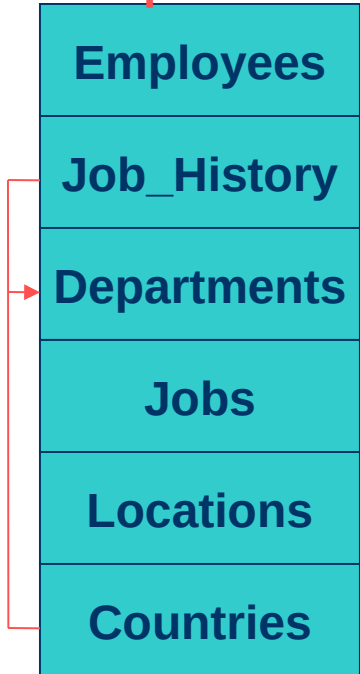 Employees
Job_History
Departments
Jobs
Locations
Countries